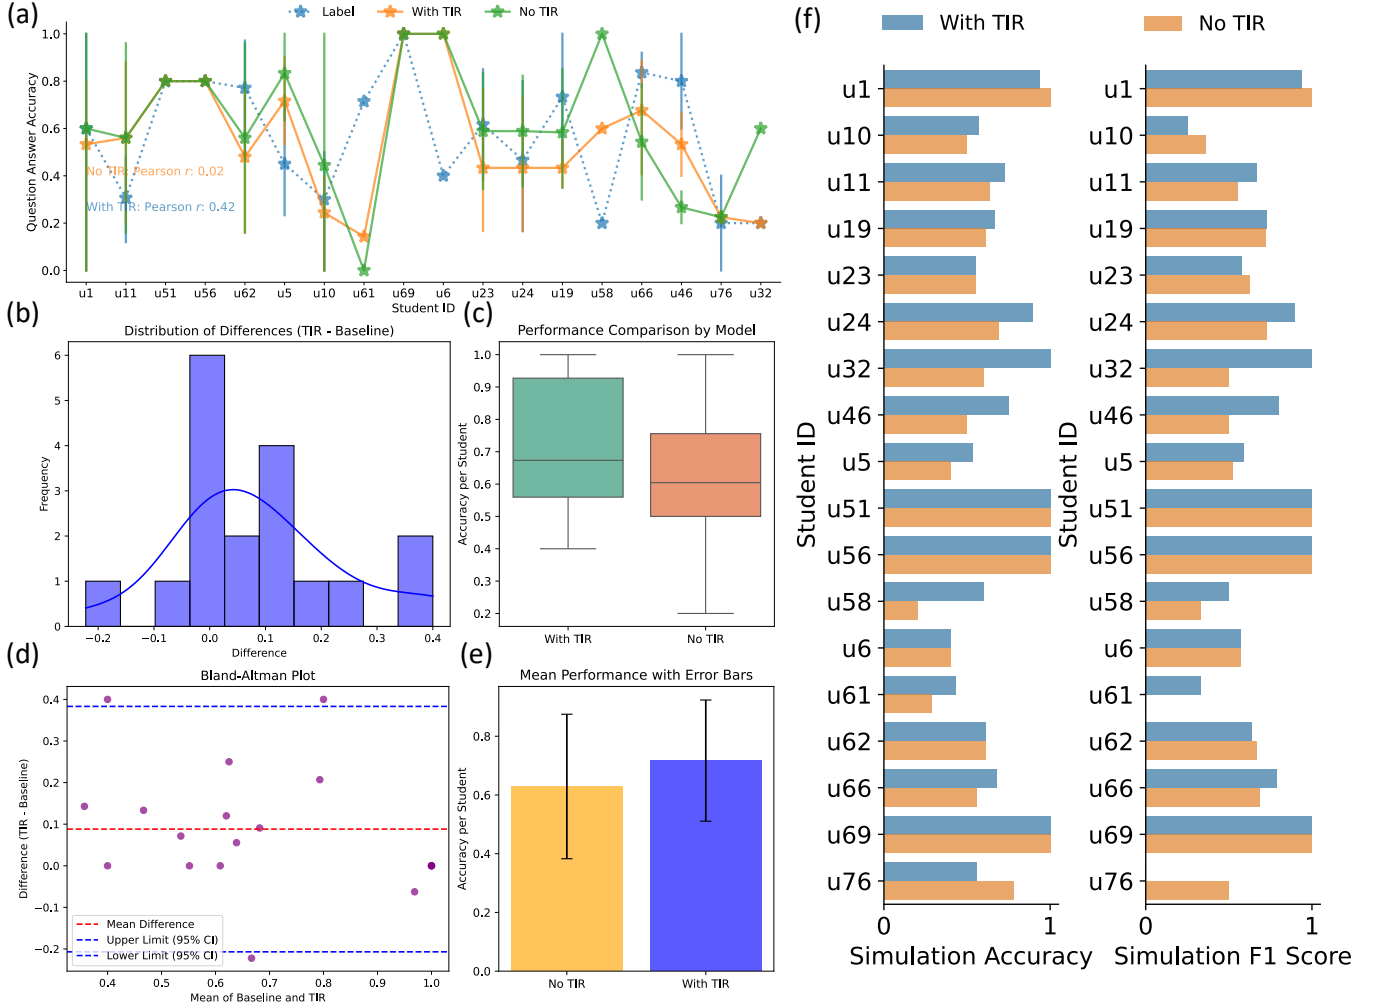 (a)
Label With TIR No TIR
Question Answer Accuracy
1.0
0.8
0.6
0.4
0.2
0.0
No TIR: Pearson r: 0.02
With TIR: Pearson r: 0.42
u1 u11 u51 u56 u62 u5 u10 u61 u69 u6 u23 u24 u19 u58 u66 u46 u76 u32
Student ID
(b)
Distribution of Differences (TIR - Baseline)
Frequency
6
5
4
3
2
1
0
−0.2 −0.1 0.0 0.1 0.2 0.3 0.4
Difference
(c)
Performance Comparison by Model
Accuracy per Student
1.0
0.9
0.8
0.7
0.6
0.5
0.4
0.3
0.2
With TIR No TIR
(d)
Bland-Altman Plot
Difference (TIR - Baseline)
0.4
0.3
0.2
0.1
0.0
−0.1
−0.2
Mean Difference
Upper Limit (95% CI)
Lower Limit (95% CI)
0.4 0.5 0.6 0.7 0.8 0.9 1.0
Mean of Baseline and TIR
(e)
Mean Performance with Error Bars
Accuracy per Student
0.8
0.6
0.4
0.2
0.0
No TIR With TIR
(f)
With TIR No TIR
Student ID
u1
u10
u11
u19
u23
u24
u32
u46
u5
u51
u56
u58
u6
u61
u62
u66
u69
u76
0 1
Simulation Accuracy
Student ID
u1
u10
u11
u19
u23
u24
u32
u46
u5
u51
u56
u58
u6
u61
u62
u66
u69
u76
0 1
Simulation F1 Score